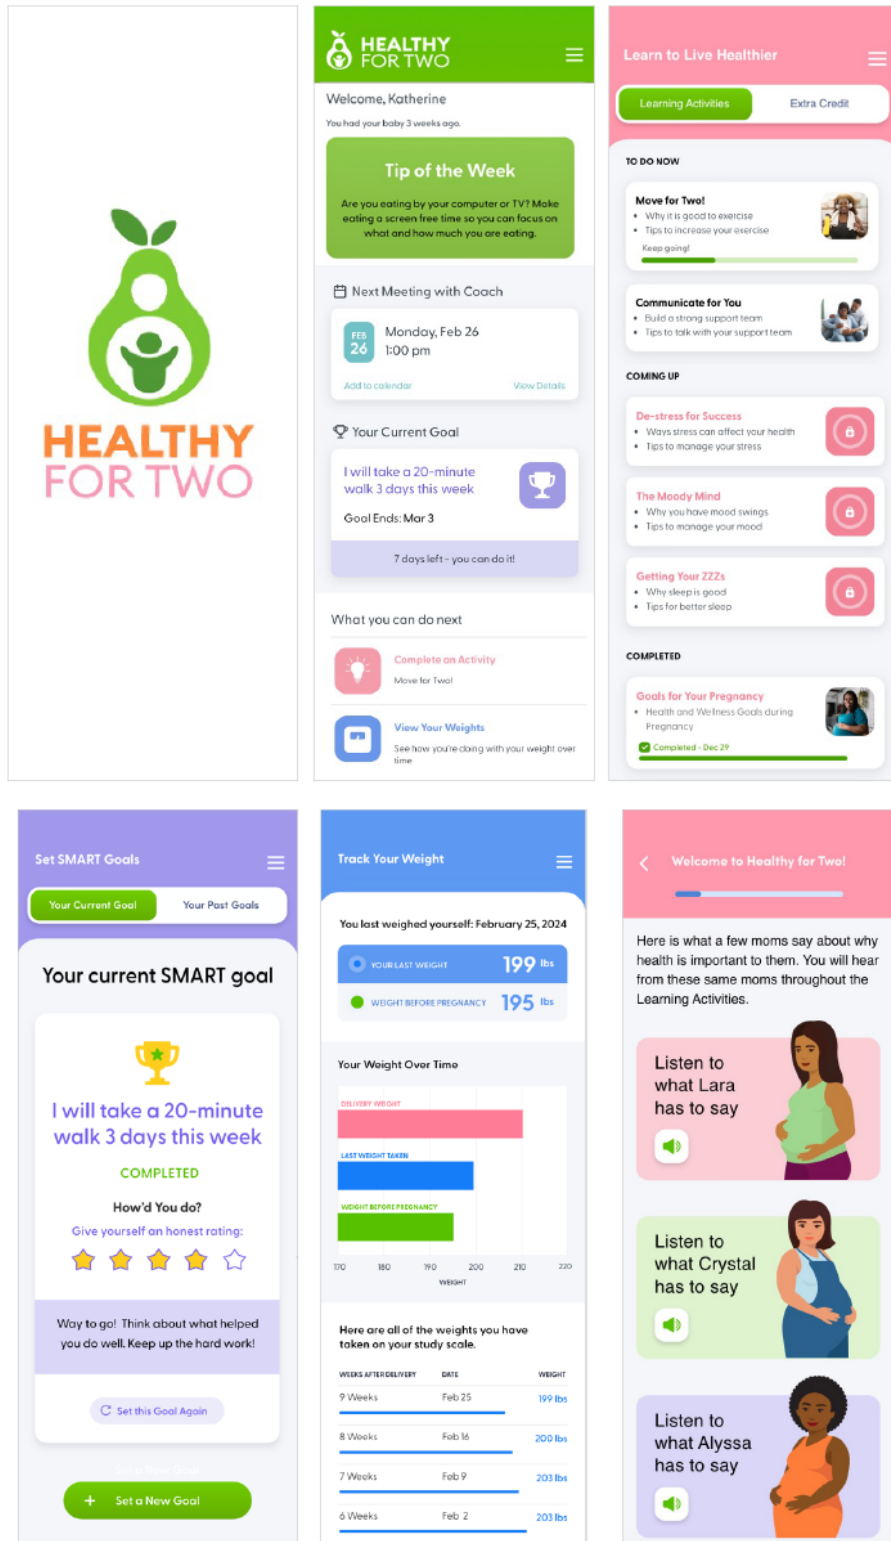 HEALTHY
FOR TWO
HEALTHY
FOR TWO
Welcome, Katherine
You had your baby 3 weeks ago.
Tip of the Week
Are you eating by your computer or TV? Make
eating a screen free time so you can focus on
what and how much you are eating.
Next Meeting with Coach
FEB
26
Monday, Feb 26
1:00 pm
Add to calendar
View Details
Your Current Goal
I will take a 20-minute
walk 3 days this week
Goal Ends: Mar 3
7 days left - you can do it!
What you can do next
Complete an Activity
Move for Two!
View Your Weights
See how you're doing with your weight over
time
Learn to Live Healthier
Learning Activities
Extra Credit
TO DO NOW
Move for Two!
• Why it is good to exercise
• Tips to increase your exercise
Keep going!
Communicate for You
• Build a strong support team
• Tips to talk with your support team
COMING UP
De-stress for Success
• Ways stress can affect your health
• Tips to manage your stress
The Moody Mind
• Why you have mood swings
• Tips to manage your mood
Getting Your ZZZs
• Why sleep is good
• Tips for better sleep
COMPLETED
Goals for Your Pregnancy
• Health and Wellness Goals during
Pregnancy
Completed - Dec 29
Set SMART Goals
Your Current Goal
Your Past Goals
Your current SMART goal
I will take a 20-minute
walk 3 days this week
COMPLETED
How'd You do?
Give yourself an honest rating:
Way to go! Think about what helped
you do well. Keep up the hard work!
Set this Goal Again
Set a New Goal
+ Set a New Goal
Track Your Weight
You last weighed yourself: February 25, 2024
YOUR LAST WEIGHT 199 lbs
WEIGHT BEFORE PREGNANCY 195 lbs
Your Weight Over Time
DELIVERY WEIGHT
LAST WEIGHT TAKEN
WEIGHT BEFORE PREGNANCY
170 180 190 200 210 220
WEIGHT
Here are all of the weights you have
taken on your study scale.
WEEKS AFTER DELIVERY DATE WEIGHT
9 Weeks Feb 25 199 lbs
8 Weeks Feb 16 200 lbs
7 Weeks Feb 9 203 lbs
6 Weeks Feb 2 203 lbs
Welcome to Healthy for Two!
Here is what a few moms say about why
health is important to them. You will hear
from these same moms throughout the
Learning Activities.
Listen to
what Lara
has to say
Listen to
what Crystal
has to say
Listen to
what Alyssa
has to say